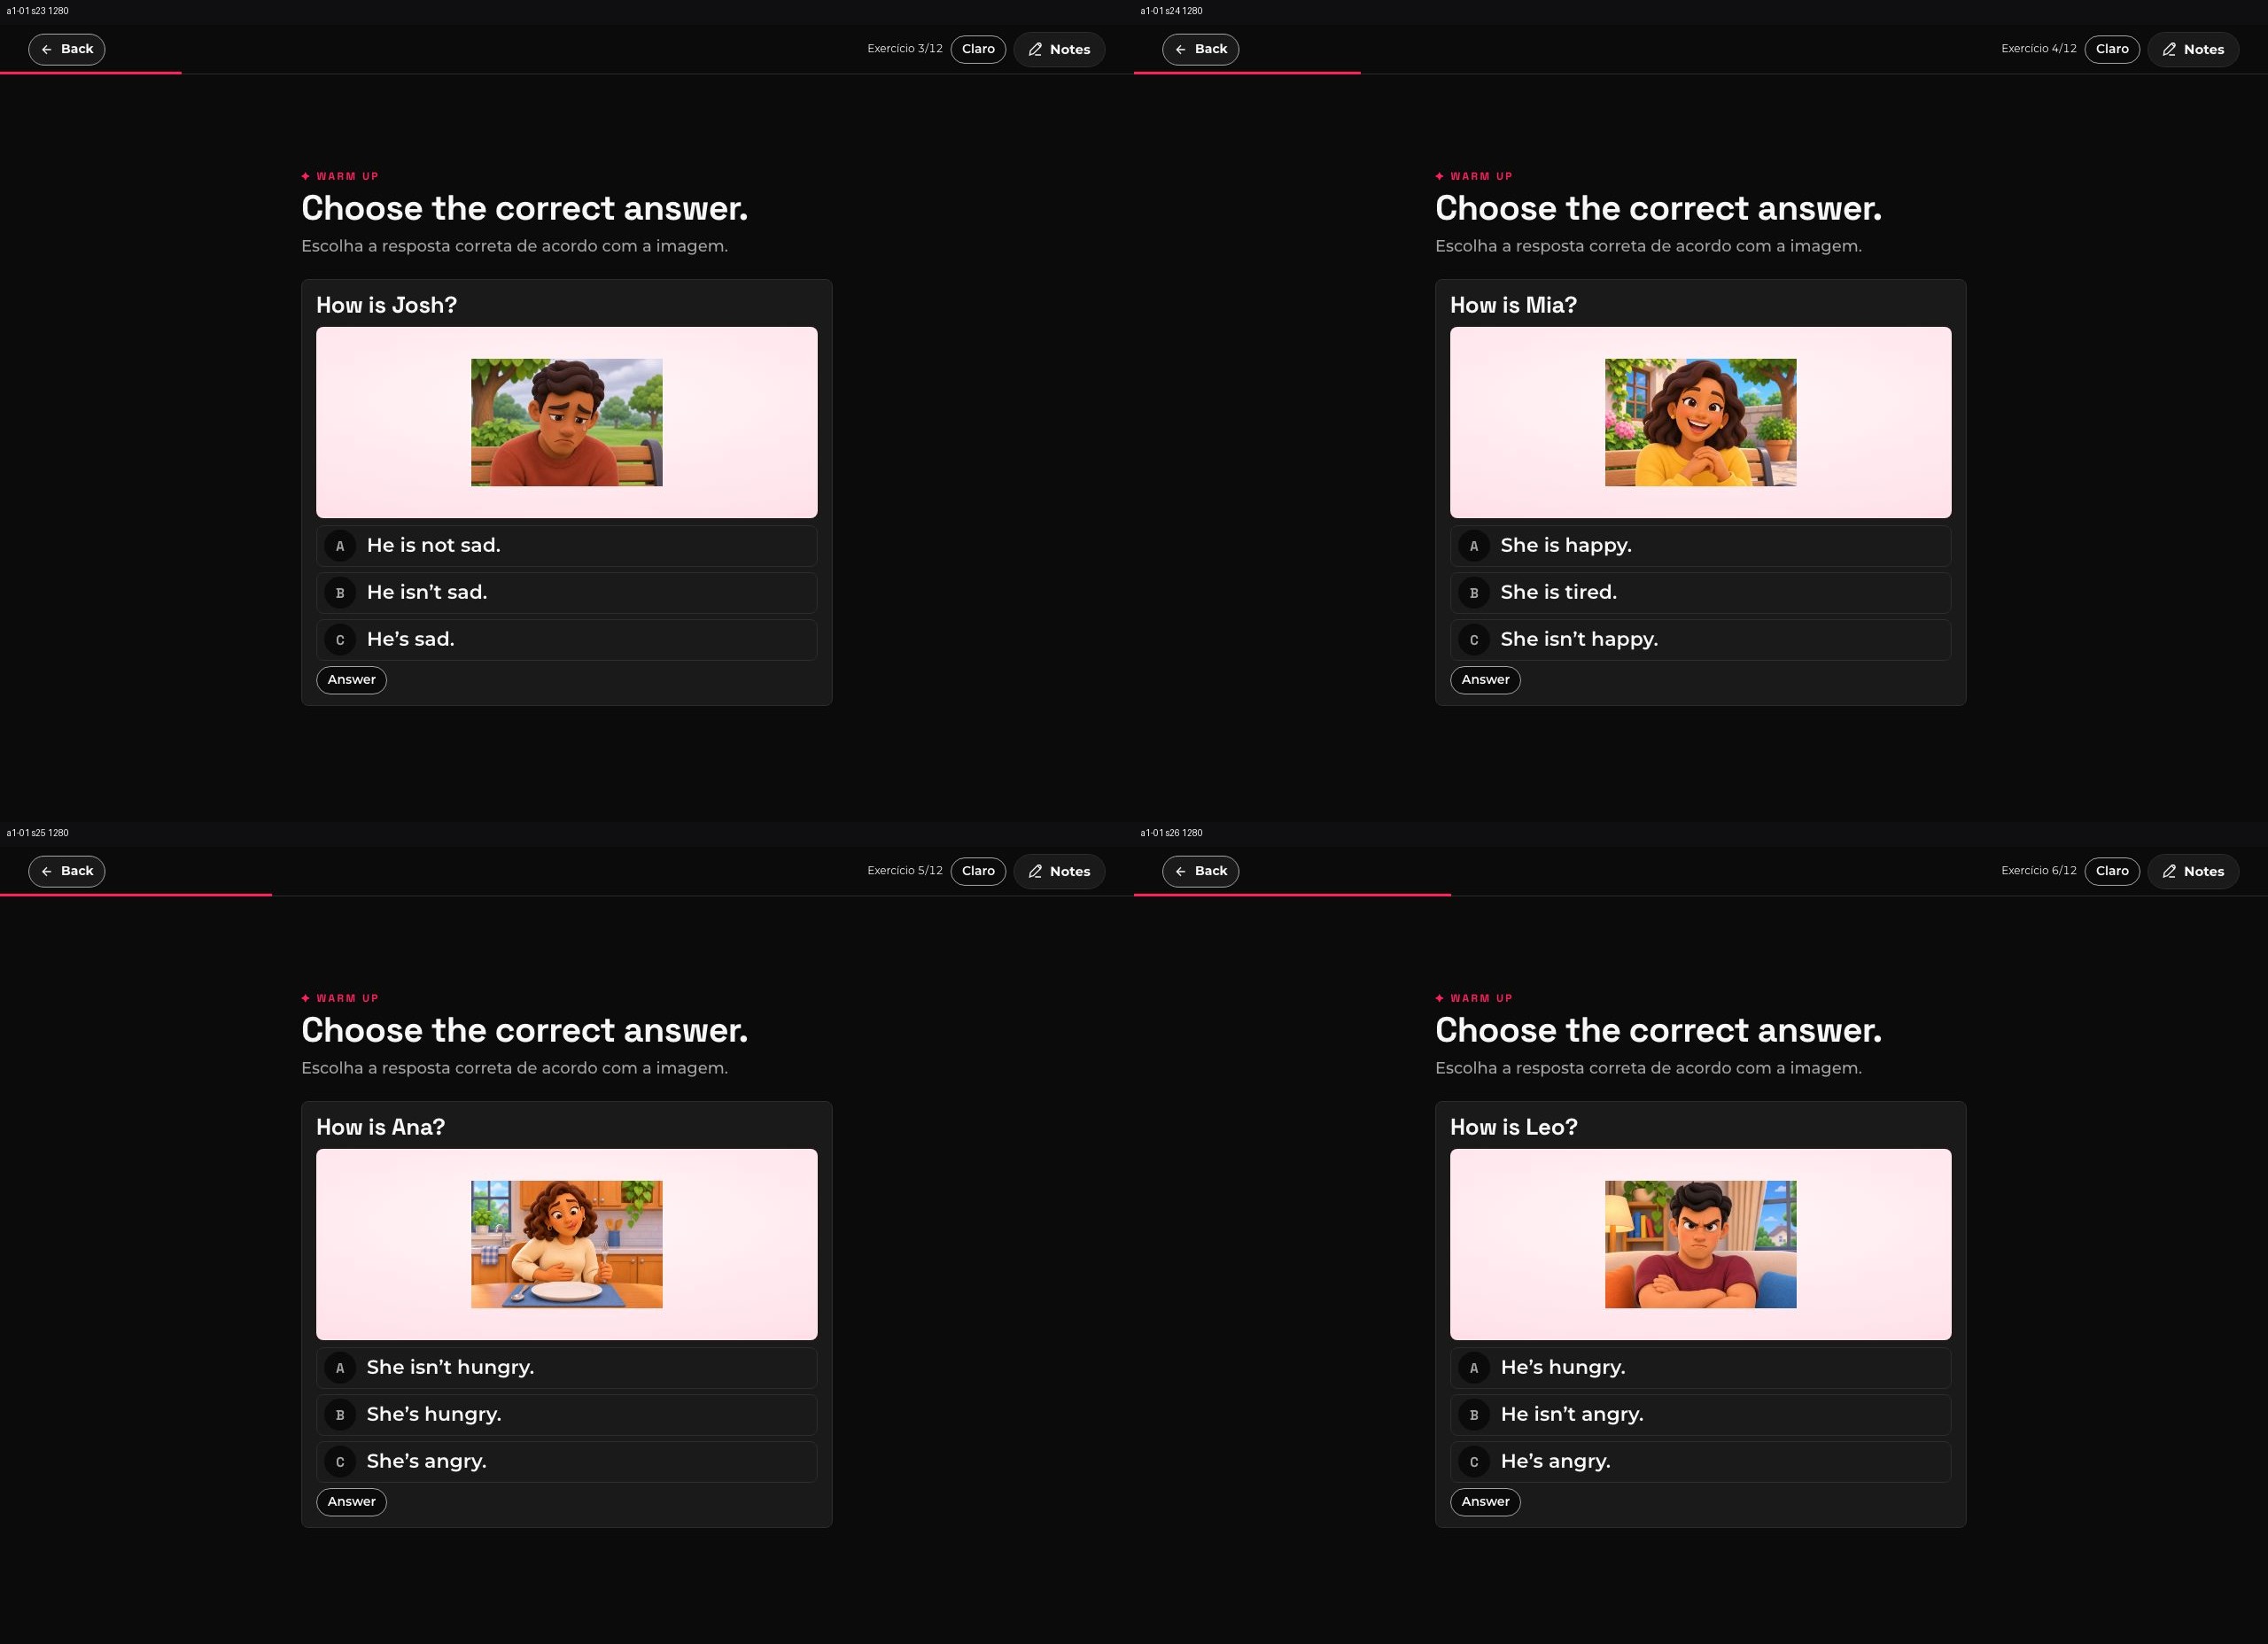 a1-01 s23 1280
Back
Exercício 3/12
Claro
Notes
WARM UP
Choose the correct answer.
Escolha a resposta correta de acordo com a imagem.
How is Josh?
A He is not sad.
B He isn’t sad.
C He’s sad.
Answer
a1-01 s24 1280
Back
Exercício 4/12
Claro
Notes
WARM UP
Choose the correct answer.
Escolha a resposta correta de acordo com a imagem.
How is Mia?
A She is happy.
B She is tired.
C She isn’t happy.
Answer
a1-01 s25 1280
Back
Exercício 5/12
Claro
Notes
WARM UP
Choose the correct answer.
Escolha a resposta correta de acordo com a imagem.
How is Ana?
A She isn’t hungry.
B She’s hungry.
C She’s angry.
Answer
a1-01 s26 1280
Back
Exercício 6/12
Claro
Notes
WARM UP
Choose the correct answer.
Escolha a resposta correta de acordo com a imagem.
How is Leo?
A He’s hungry.
B He isn’t angry.
C He’s angry.
Answer